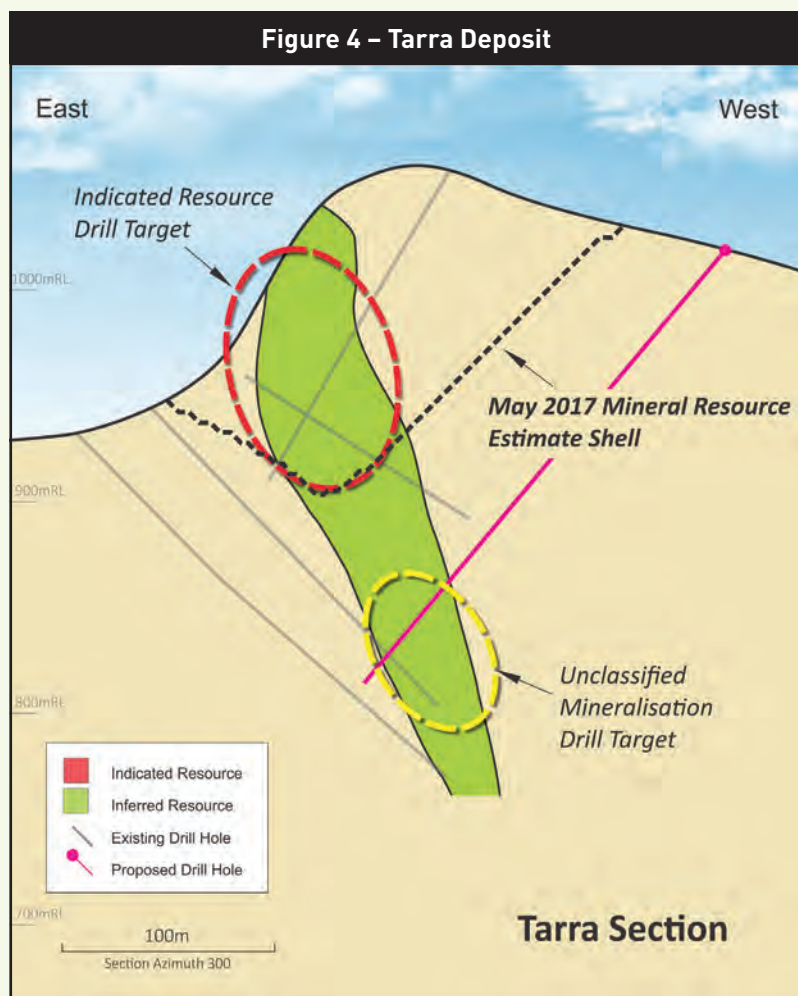 Figure 4 – Tarra Deposit
East
West
Indicated Resource
Drill Target
1000mRL
May 2017 Mineral Resource
Estimate Shell
900mRL
Unclassified
Mineralisation
Drill Target
800mRL
Indicated Resource
Inferred Resource
Existing Drill Hole
Proposed Drill Hole
700mRL
100m
Section Azimuth 300
Tarra Section